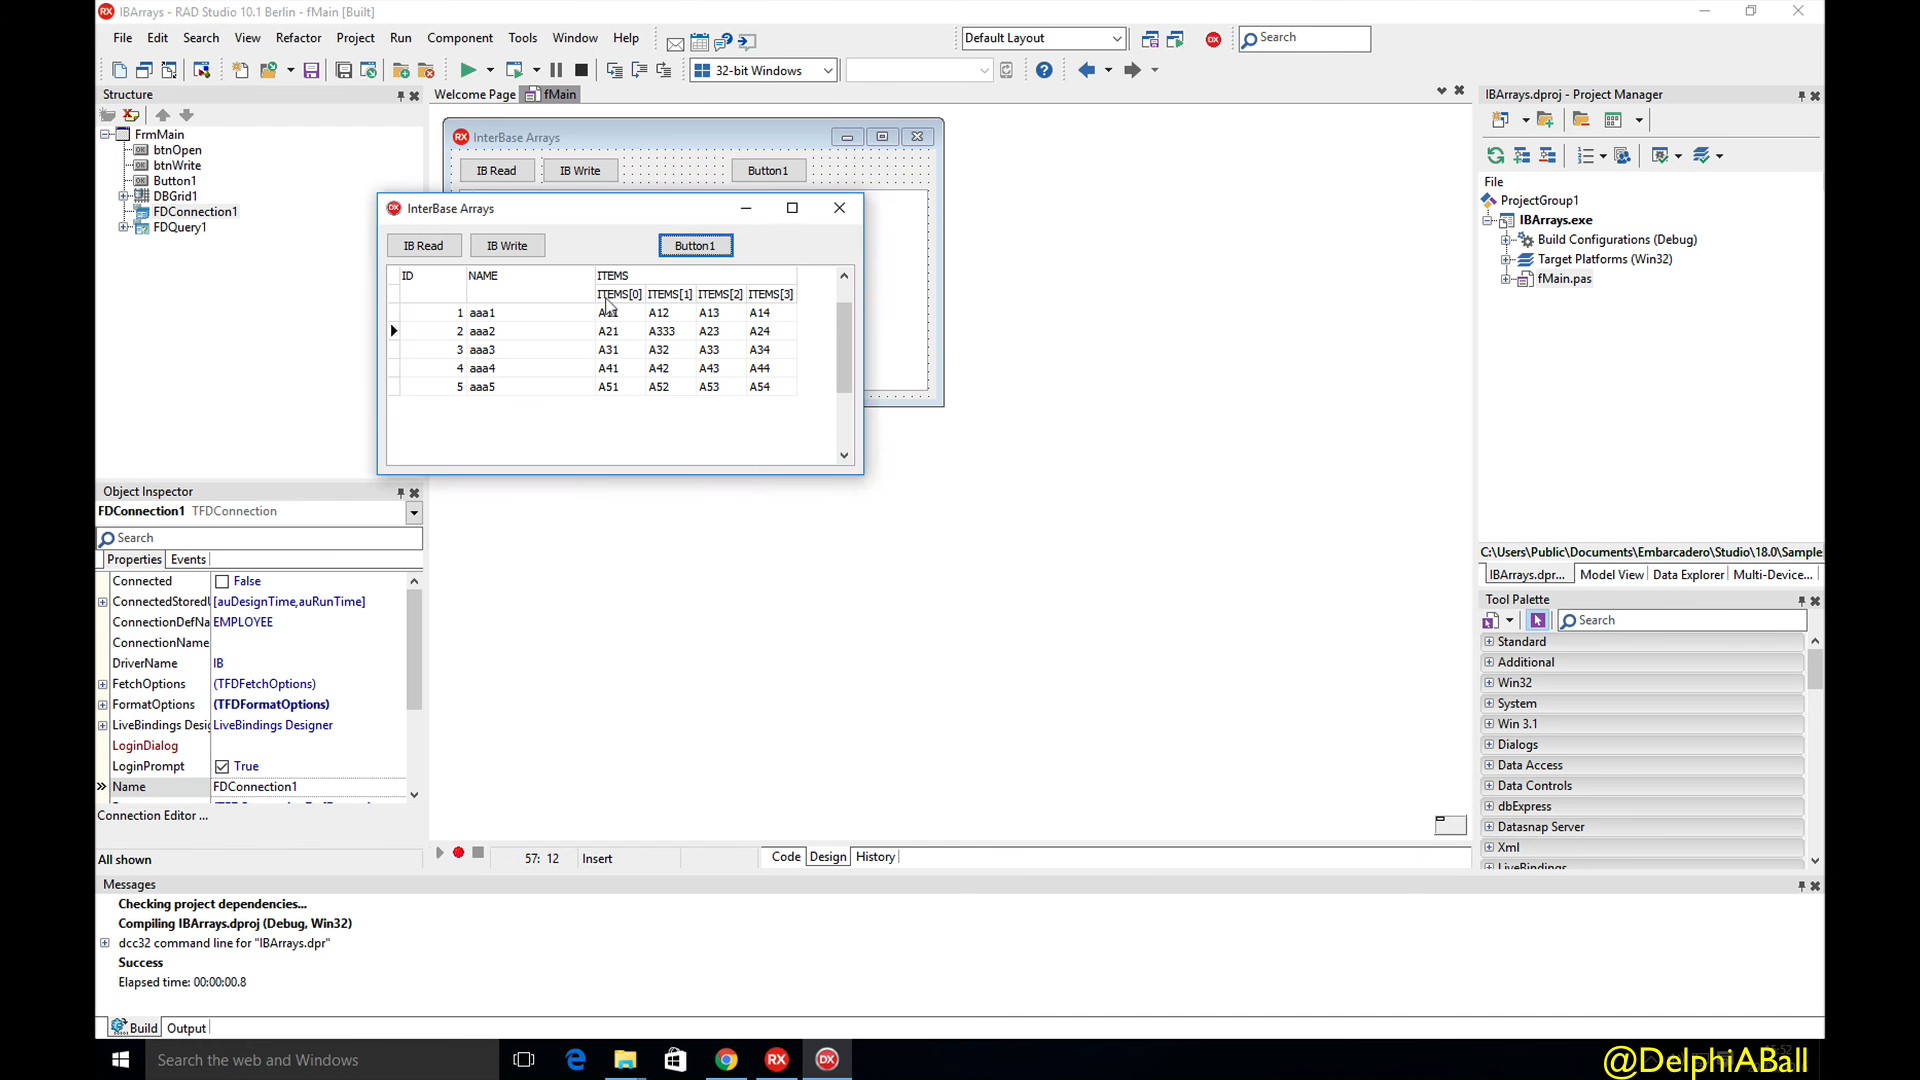 IBArrays - RAD Studio 10.1 Berlin - fMain [Built]
File Edit Search View Refactor Project Run Component Tools Window Help
Default Layout
Search
32-bit Windows
Structure
FrmMain
btnOpen
btnWrite
Button1
DBGrid1
FDConnection1
FDQuery1
Welcome Page
fMain
InterBase Arrays
IB Read
IB Write
Button1
InterBase Arrays
IB Read
IB Write
Button1
ID NAME ITEMS
ITEMS[0] ITEMS[1] ITEMS[2] ITEMS[3]
1 aaa1 A11 A12 A13 A14
2 aaa2 A21 A333 A23 A24
3 aaa3 A31 A32 A33 A34
4 aaa4 A41 A42 A43 A44
5 aaa5 A51 A52 A53 A54
Object Inspector
FDConnection1 TFDConnection
Search
Properties Events
Connected False
ConnectedStoredU [auDesignTime,auRunTime]
ConnectionDefNa EMPLOYEE
ConnectionName
DriverName IB
FetchOptions (TFDFetchOptions)
FormatOptions (TFDFormatOptions)
LiveBindings Desig LiveBindings Designer
LoginDialog
LoginPrompt True
Name FDConnection1
Connection Editor ...
All shown
57: 12 Insert
Code Design History
IBArrays.dproj - Project Manager
File
ProjectGroup1
IBArrays.exe
Build Configurations (Debug)
Target Platforms (Win32)
fMain.pas
C:\Users\Public\Documents\Embarcadero\Studio\18.0\Sample
IBArrays.dpr... Model View Data Explorer Multi-Device...
Tool Palette
Search
Standard
Additional
Win32
System
Win 3.1
Dialogs
Data Access
Data Controls
dbExpress
Datasnap Server
Xml
LiveBindings
Messages
Checking project dependencies...
Compiling IBArrays.dproj (Debug, Win32)
dcc32 command line for "IBArrays.dpr"
Success
Elapsed time: 00:00:00.8
Build Output
Search the web and Windows
@DelphiABall